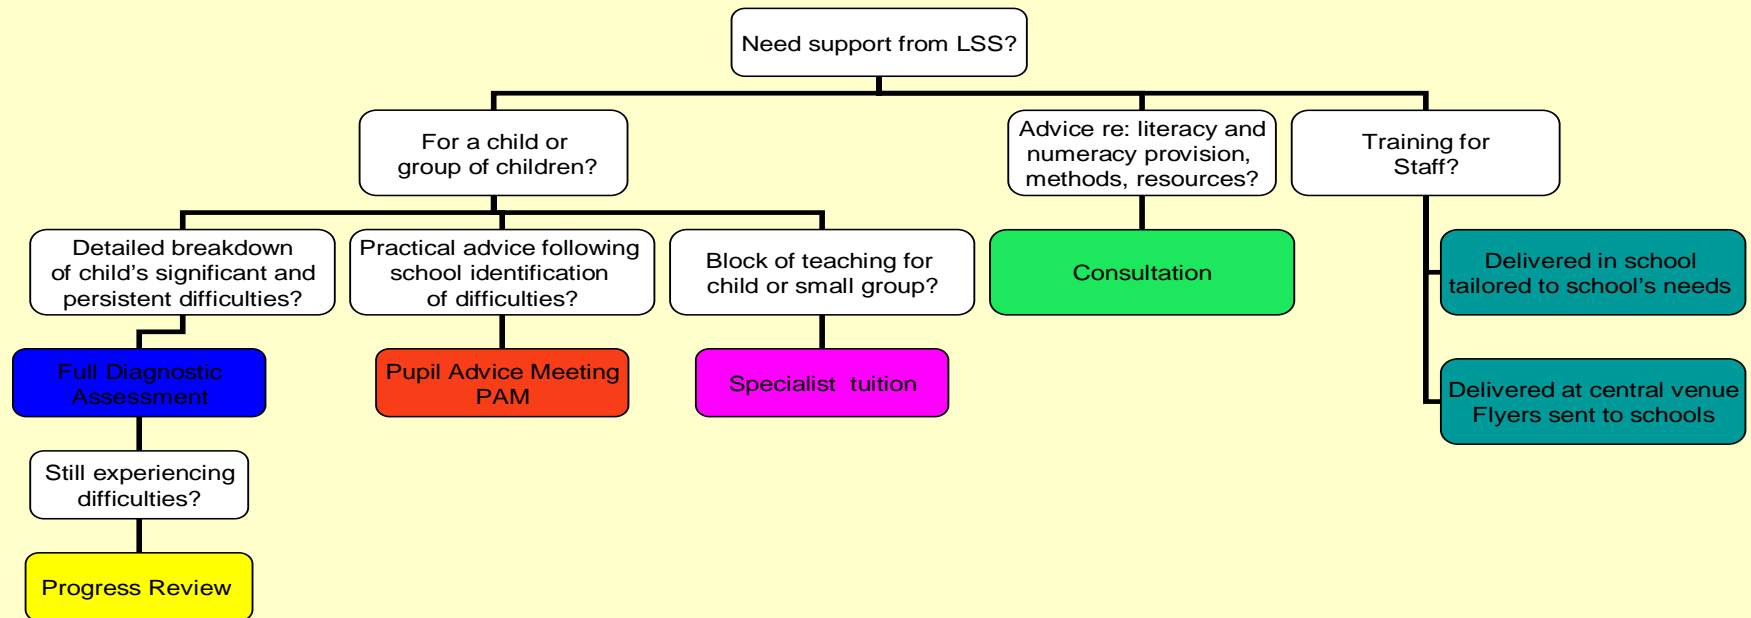 Need support from LSS?
For a child or
group of children?
Advice re: literacy and
numeracy provision,
methods, resources?
Training for
Staff?
Detailed breakdown
of child's significant and
persistent difficulties?
Practical advice following
school identification
of difficulties?
Block of teaching for
child or small group?
Consultation
Delivered in school
tailored to school's needs
Full Diagnostic
Assessment
Pupil Advice Meeting
PAM
Specialist tuition
Delivered at central venue
Flyers sent to schools
Still experiencing
difficulties?
Progress Review